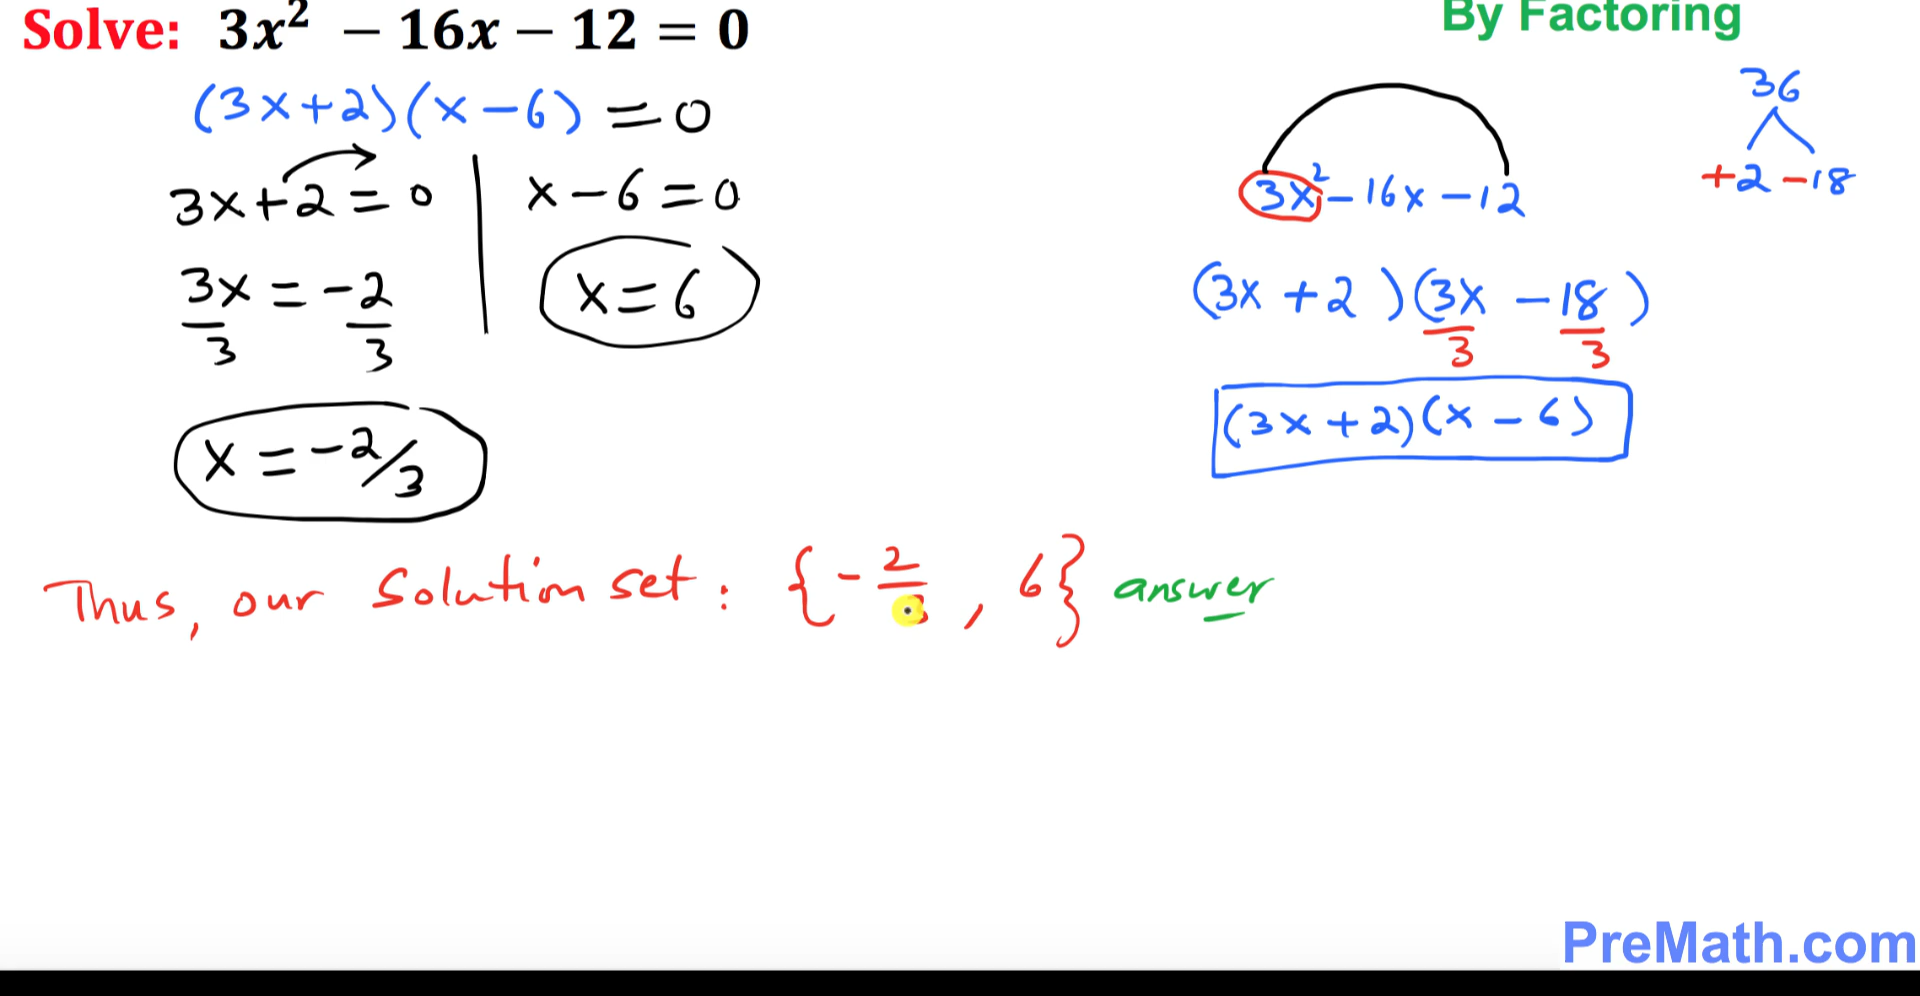 Solve: 3x² − 16x − 12 = 0
By Factoring
(3x+2)(x−6) = 0
3x+2 = 0
x−6 = 0
3x = −2
3 3
x = 6
x = −2/3
36
+2 −18
3x² − 16x − 12
(3x +2 )(3x −18 )
3 3
(3x+2)(x−6)
Thus, our solution set: {−2/3, 6} answer
PreMath.com